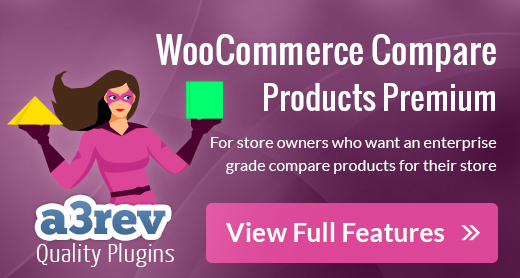 WooCommerce Compare
Products Premium
For store owners who want an enterprise
grade compare products for their store
a3rev
Quality Plugins
View Full Features »